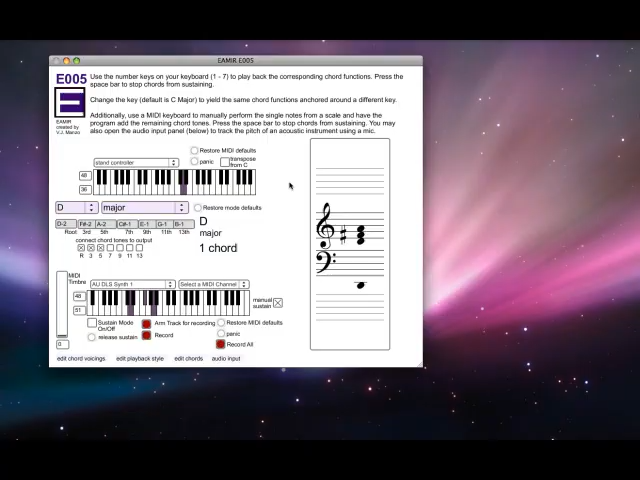 EAMIR E005
E005
Use the number keys on your keyboard (1 - 7) to play back the corresponding chord functions. Press the
space bar to stop chords from sustaining.
Change the key (default is C Major) to yield the same chord functions anchored around a different key.
Additionally, use a MIDI keyboard to manually perform the single notes from a scale and have the
program add the remaining chord tones. Press the space bar to stop chords from sustaining. You may
also open the audio input panel (below) to track the pitch of an acoustic instrument using a mic.
EAMIR
created by
V.J. Manzo
Restore MIDI defaults
stand controller
panic
transpose
from C
48
36
D
major
Restore mode defaults
D-2 F#-2 A-2 C#-1 E-1 G-1 B-1
Root 3rd 5th 7th 9th 11th 13th
D
major
1 chord
connect chord tones to output
R 3 5 7 9 11 13
MIDI
Timbre
AU DLS Synth 1
Select a MIDI Channel
48
51
manual
sustain
Sustain Mode
On/Off
Arm Track for recording
Restore MIDI defaults
release sustain
Record
panic
0
Record All
edit chord voicings
edit playback style
edit chords
audio input